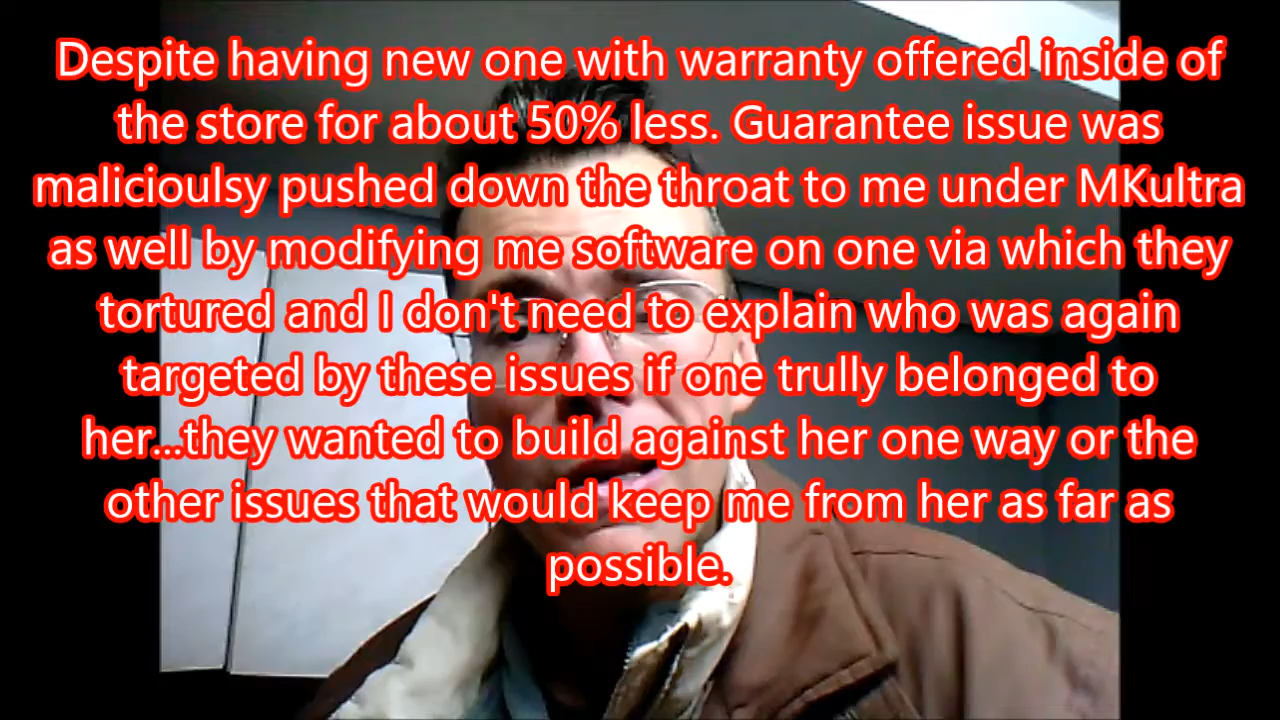 Despite having new one with warranty offered inside of
the store for about 50% less. Guarantee issue was
malicioulsy pushed down the throat to me under MKultra
as well by modifying me software on one via which they
tortured and I don't need to explain who was again
targeted by these issues if one trully belonged to
her...they wanted to build against her one way or the
other issues that would keep me from her as far as
possible.